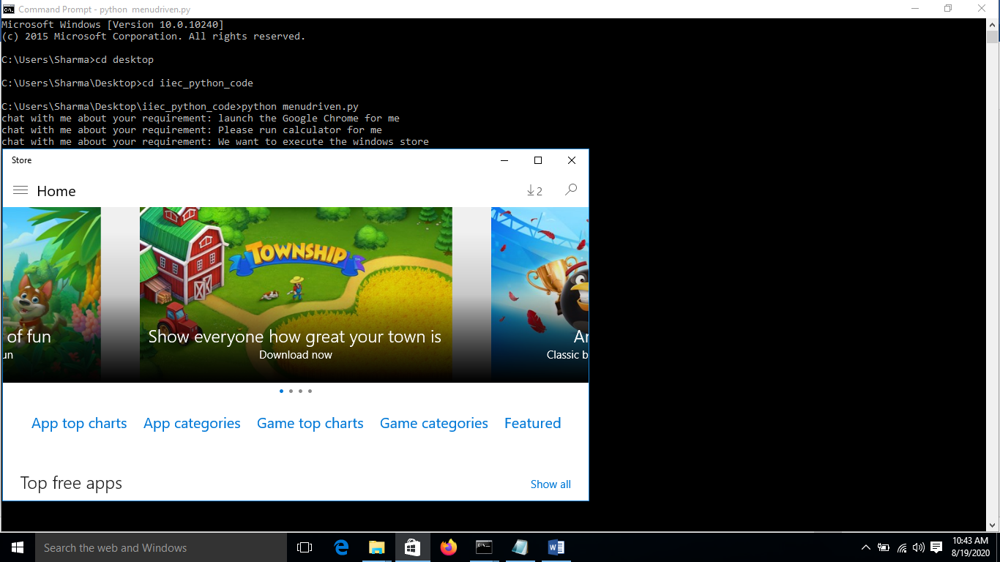 Command Prompt - python  menudriven.py
Microsoft Windows [Version 10.0.10240]
(c) 2015 Microsoft Corporation. All rights reserved.
C:\Users\Sharma>cd desktop
C:\Users\Sharma\Desktop>cd iiec_python_code
C:\Users\Sharma\Desktop\iiec_python_code>python menudriven.py
chat with me about your requirement: launch the Google Chrome for me
chat with me about your requirement: Please run calculator for me
chat with me about your requirement: We want to execute the windows store
Store
Home
2
TOWNSHIP
of fun
Show everyone how great your town is
Download now
Classic b
App top charts
App categories
Game top charts
Game categories
Featured
Top free apps
Show all
Search the web and Windows
10:43 AM
8/19/2020